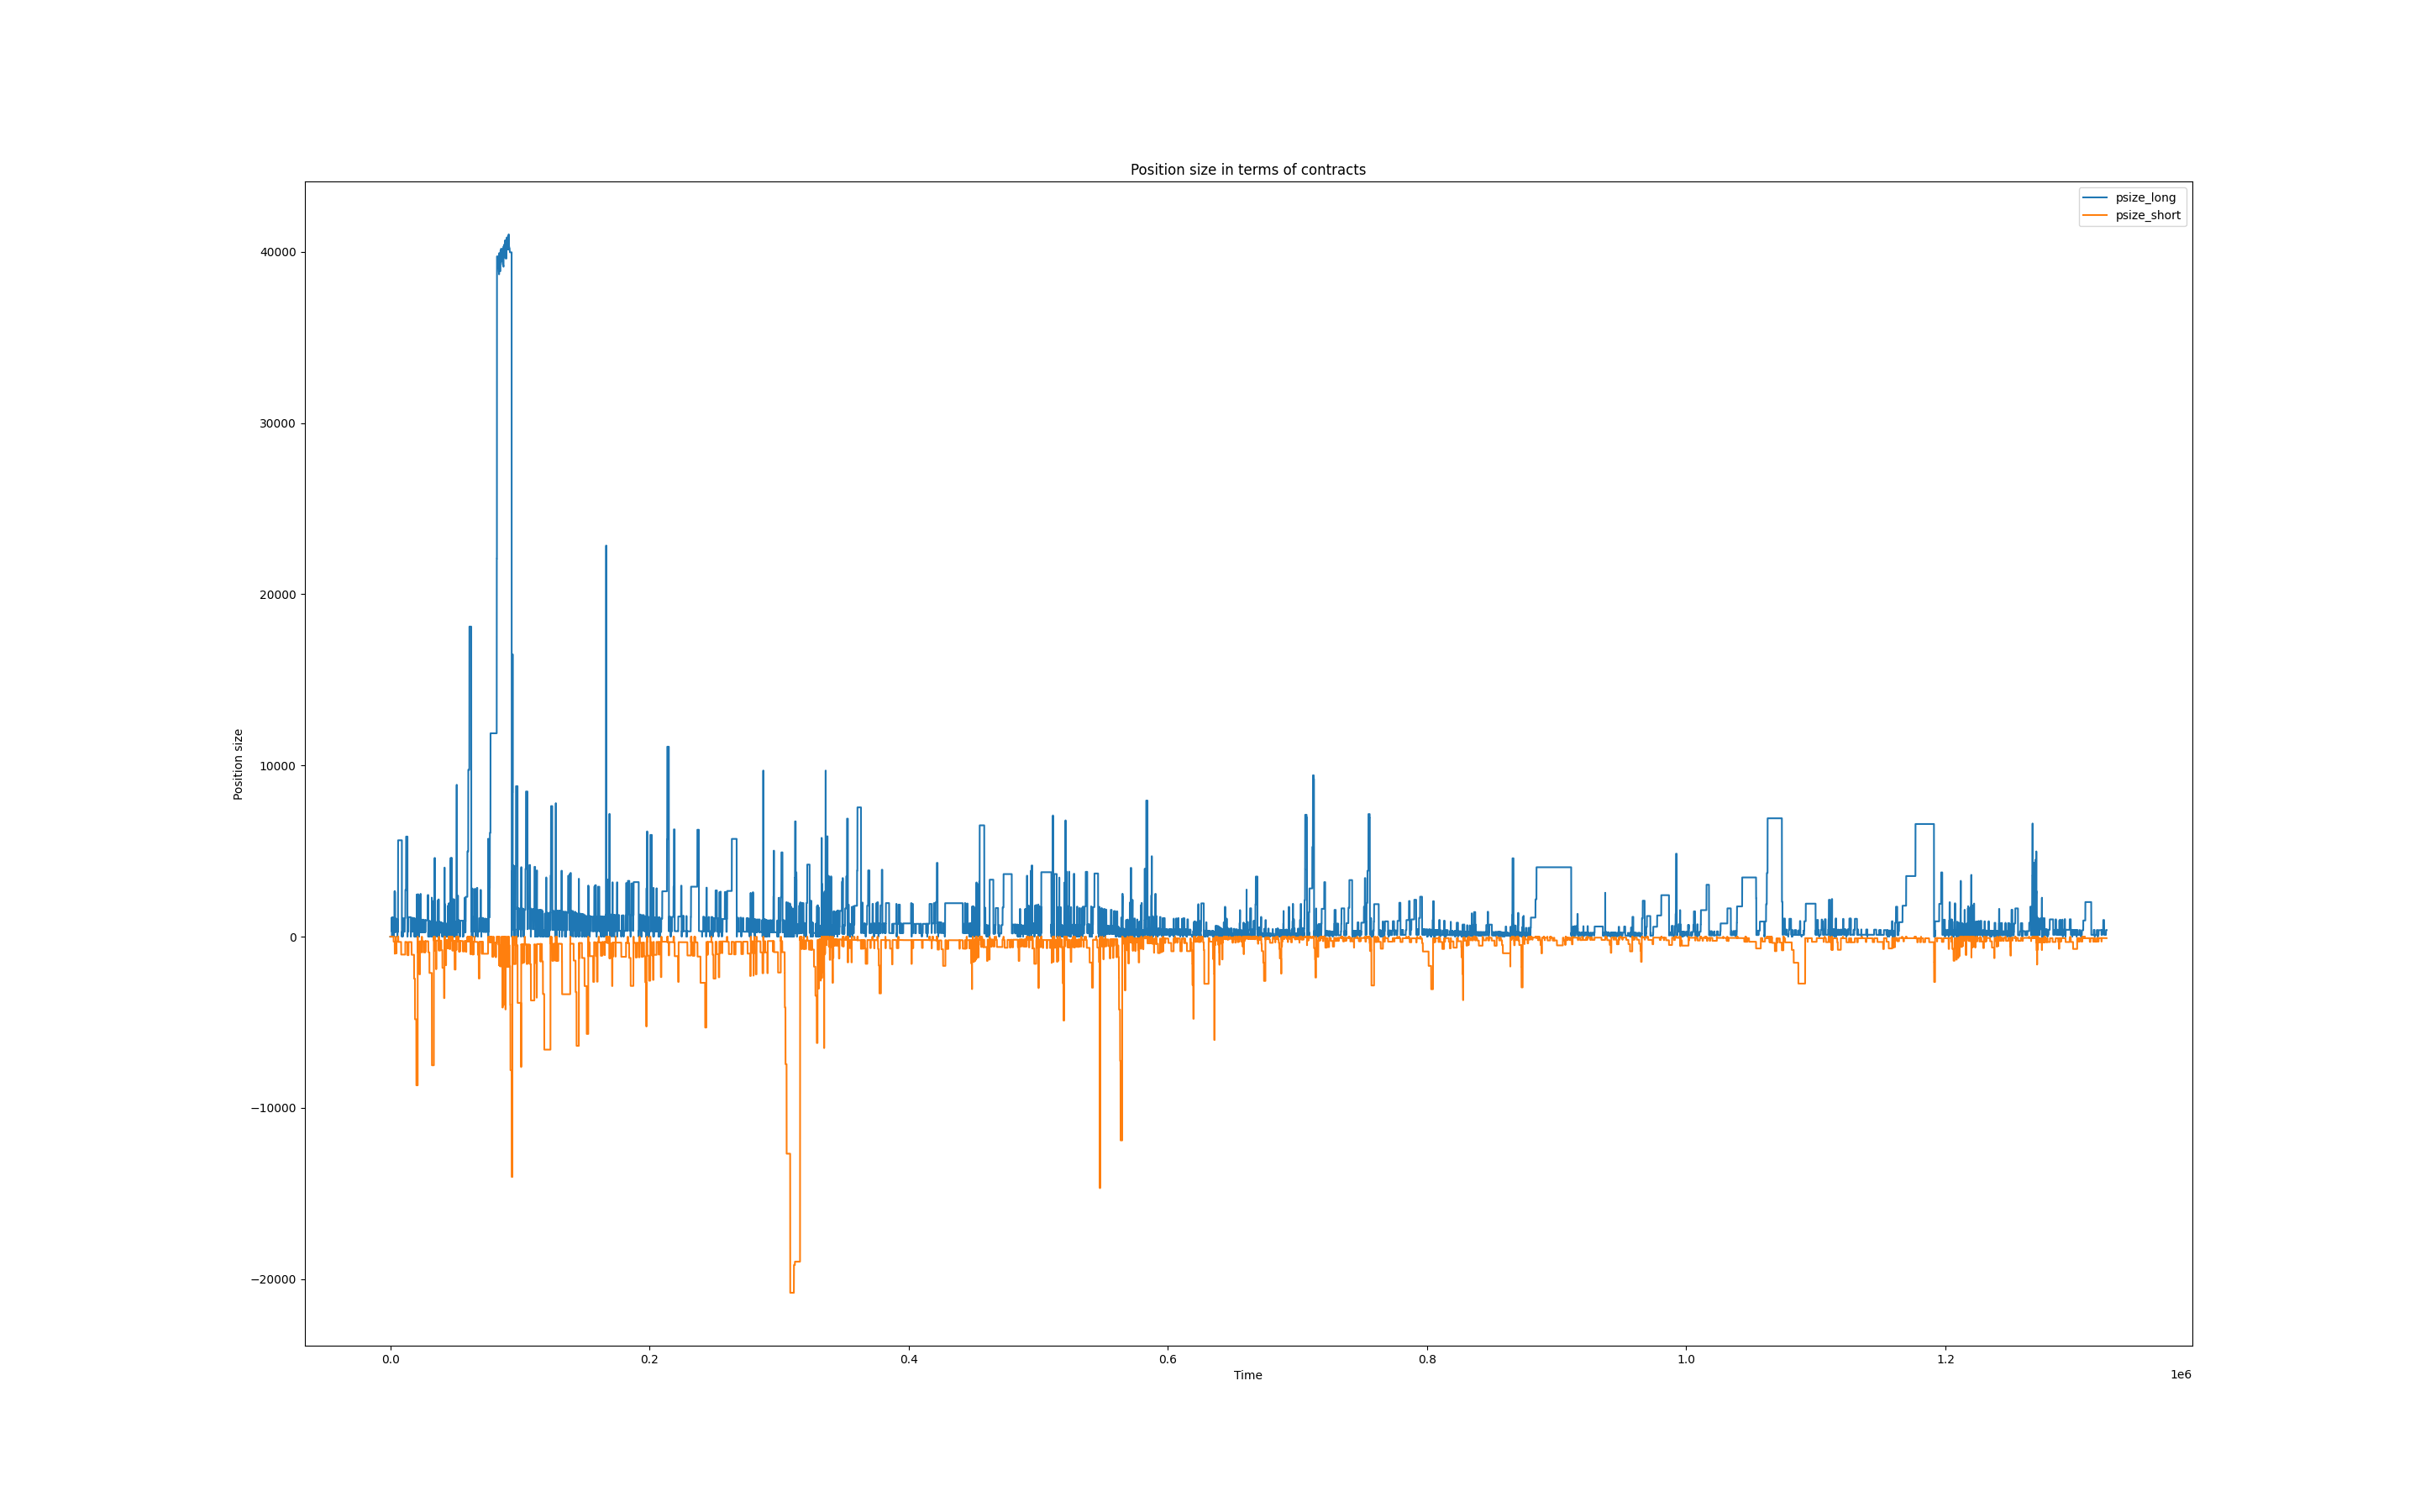 Position size in terms of contracts
psize_long
psize_short
Position size
40000
30000
20000
10000
0
−10000
−20000
0.0
0.2
0.4
0.6
0.8
1.0
1.2
1e6
Time